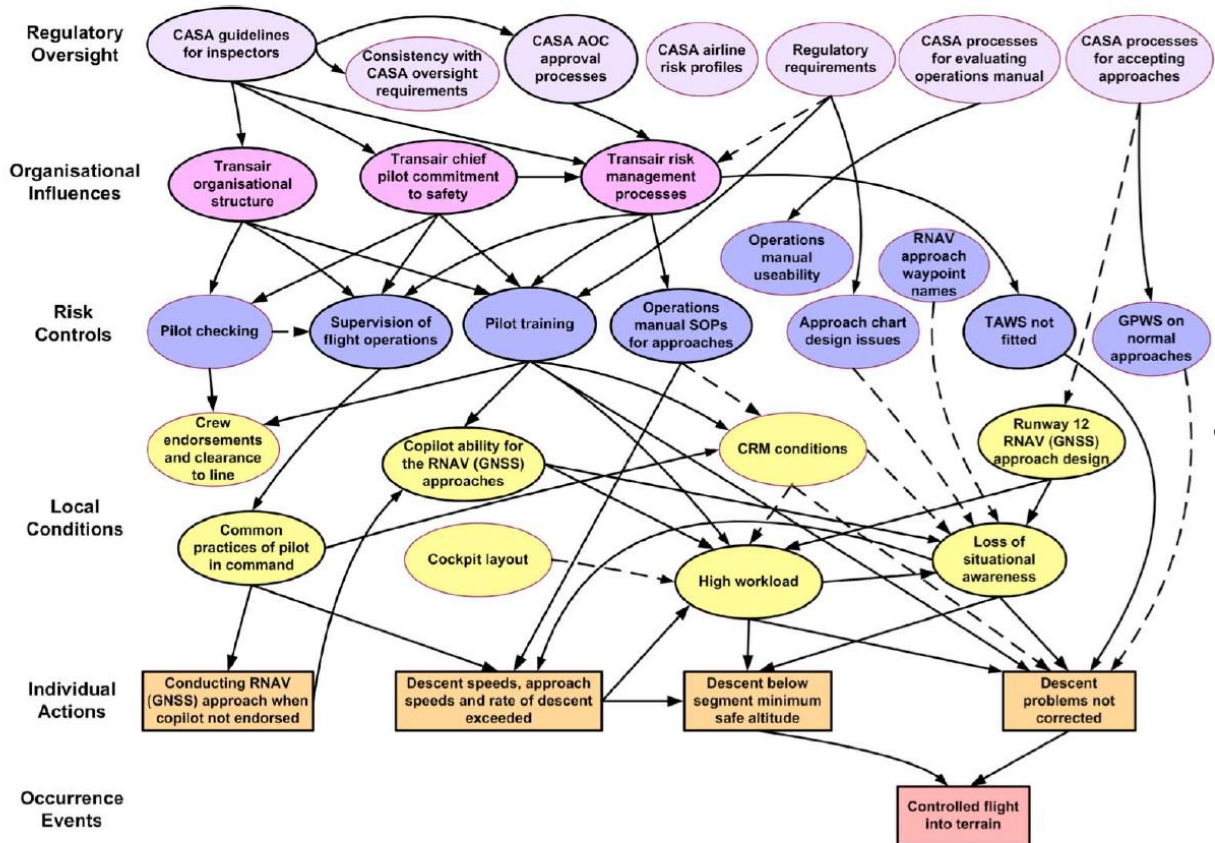 Regulatory
Oversight
CASA guidelines
for inspectors
Consistency with
CASA oversight
requirements
CASA AOC
approval
processes
CASA airline
risk profiles
Regulatory
requirements
CASA processes
for evaluating
operations manual
CASA processes
for accepting
approaches
Organisational
Influences
Transair
organisational
structure
Transair chief
pilot commitment
to safety
Transair risk
management
processes
Operations
manual
useability
RNAV
approach
waypoint
names
Risk
Controls
Pilot checking
Supervision of
flight operations
Pilot training
Operations
manual SOPs
for approaches
Approach chart
design issues
TAWS not
fitted
GPWS on
normal
approaches
Crew
endorsements
and clearance
to line
Copilot ability for
the RNAV (GNSS)
approaches
CRM conditions
Runway 12
RNAV (GNSS)
approach design
Local
Conditions
Common
practices of pilot
in command
Cockpit layout
High workload
Loss of
situational
awareness
Individual
Actions
Conducting RNAV
(GNSS) approach when
copilot not endorsed
Descent speeds, approach
speeds and rate of descent
exceeded
Descent below
segment minimum
safe altitude
Descent
problems not
corrected
Occurrence
Events
Controlled flight
into terrain